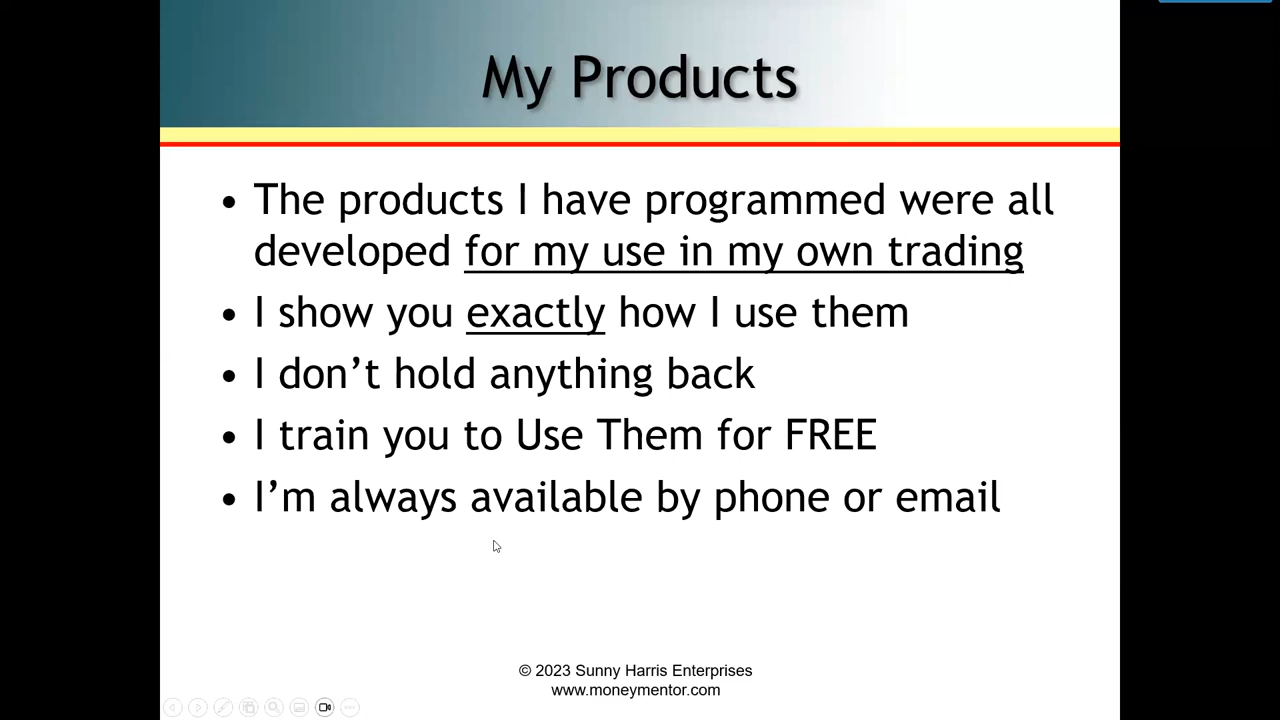 My Products
• The products I have programmed were all
developed for my use in my own trading
• I show you exactly how I use them
• I don’t hold anything back
• I train you to Use Them for FREE
• I’m always available by phone or email
© 2023 Sunny Harris Enterprises
www.moneymentor.com